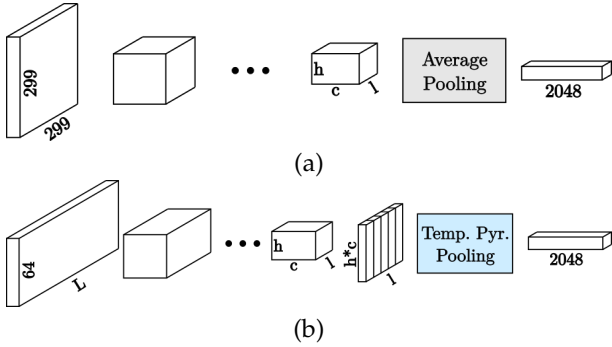 299
299
h
c
l
Average
Pooling
2048
(a)
64
L
h
c
l
h*c
l
Temp. Pyr.
Pooling
2048
(b)